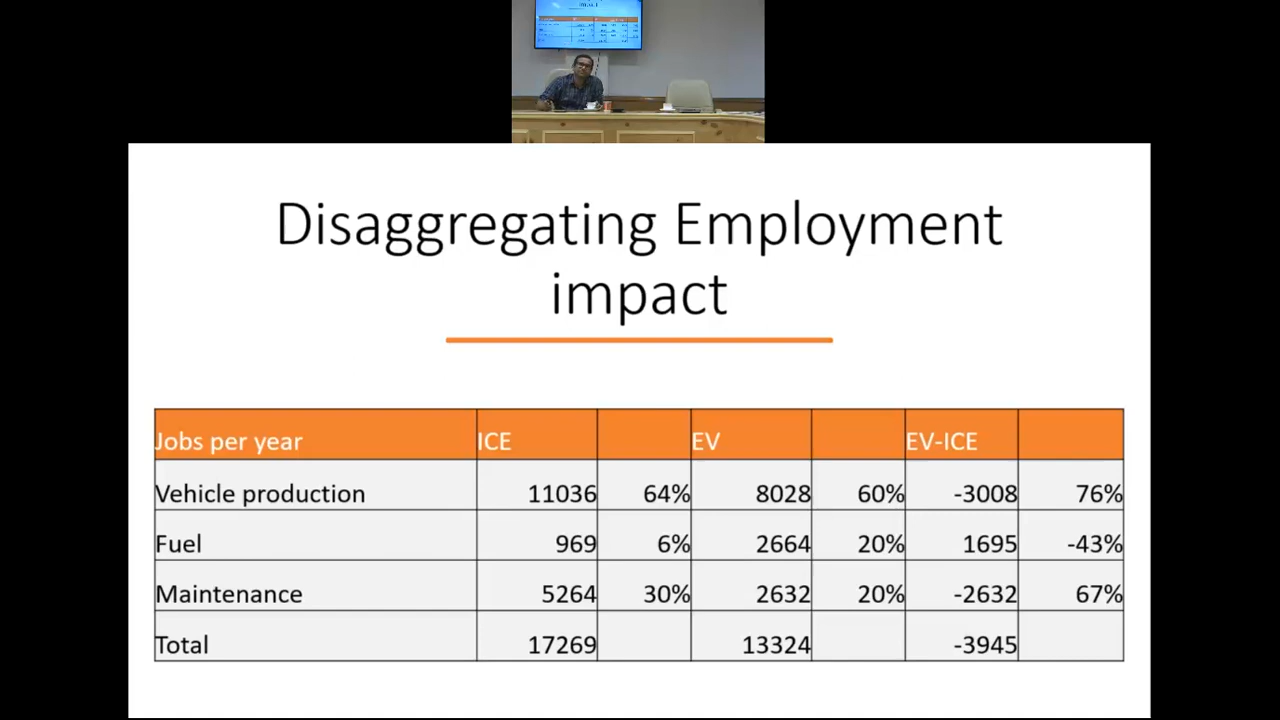 Disaggregating Employment
impact
Jobs per year ICE EV EV-ICE
Vehicle production 11036 64% 8028 60% -3008 76%
Fuel 969 6% 2664 20% 1695 -43%
Maintenance 5264 30% 2632 20% -2632 67%
Total 17269 13324 -3945